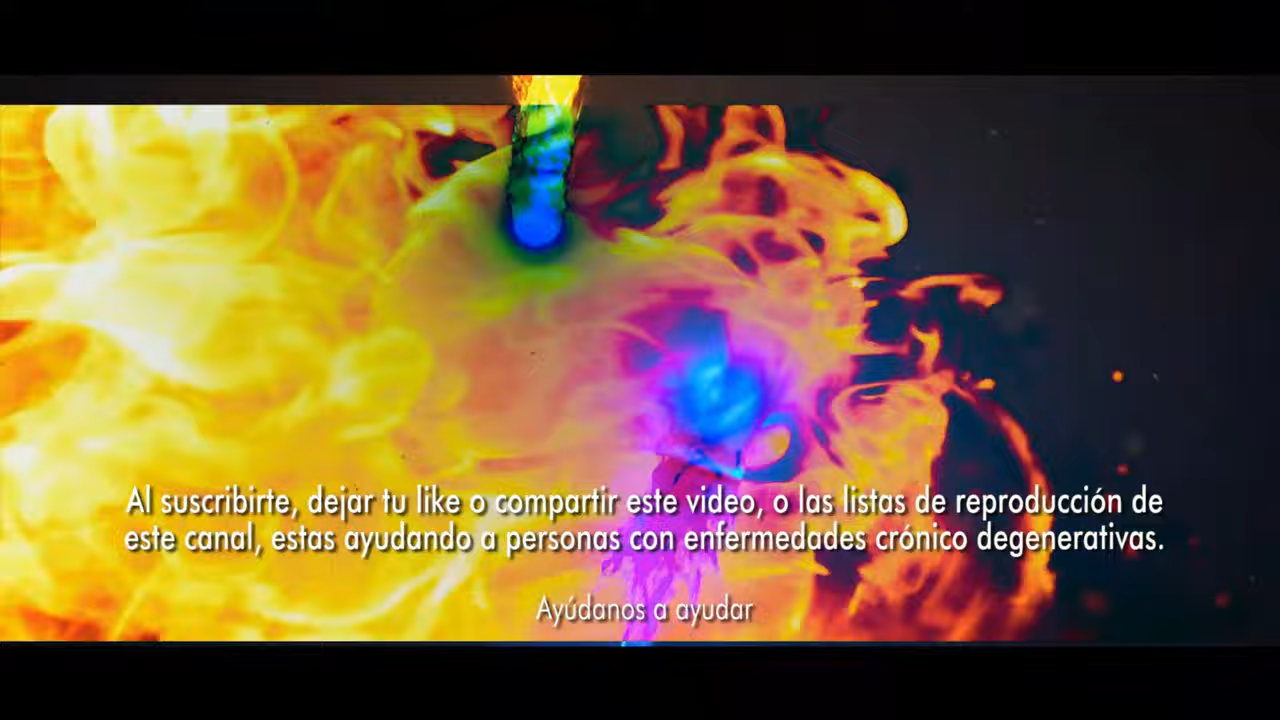 Al suscribirte, dejar tu like o compartir este video, o las listas de reproducción de
este canal, estas ayudando a personas con enfermedades crónico degenerativas.
Ayúdanos a ayudar